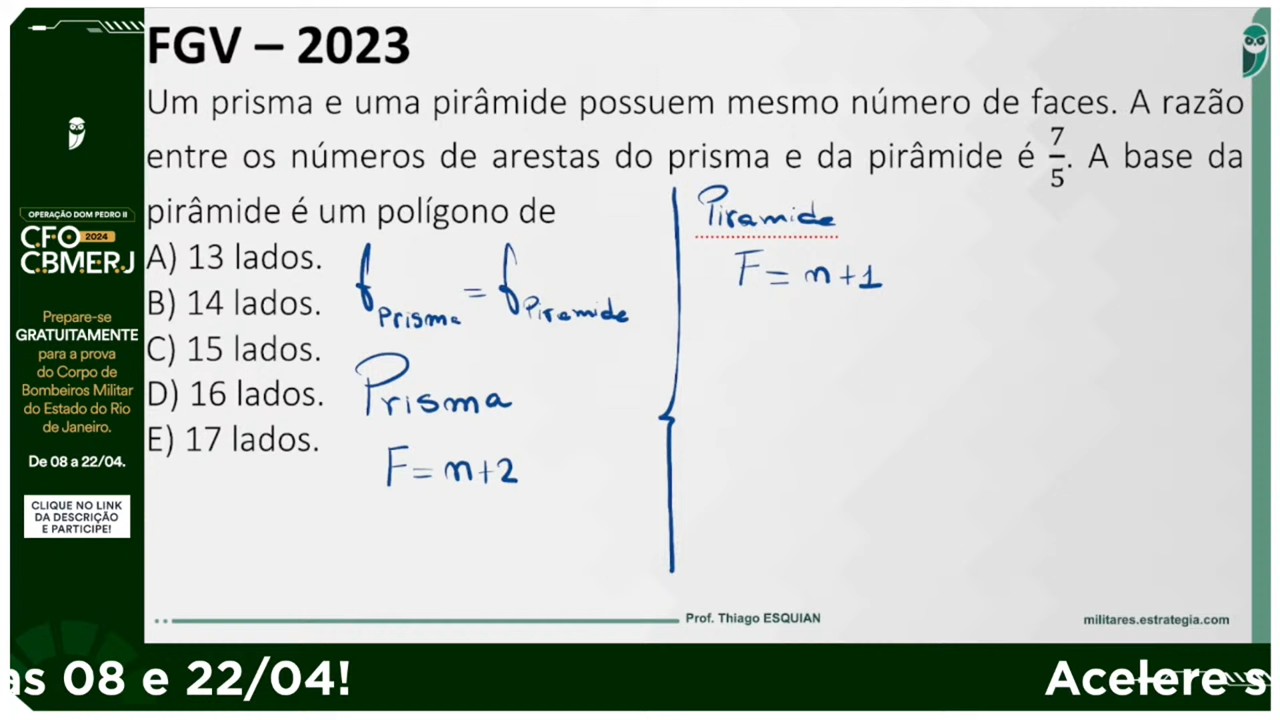 FGV – 2023
Um prisma e uma pirâmide possuem mesmo número de faces. A razão
entre os números de arestas do prisma e da pirâmide é 7/5. A base da
pirâmide é um polígono de
A) 13 lados.
B) 14 lados.
C) 15 lados.
D) 16 lados.
E) 17 lados.
f Prisma = f Piramide
Prisma
F = n+2
Piramide
F = n+1
OPERAÇÃO DOM PEDRO II
CFO 2024
CBMERJ
Prepare-se
GRATUITAMENTE
para a prova
do Corpo de
Bombeiros Militar
do Estado do Rio
de Janeiro.
De 08 a 22/04.
CLIQUE NO LINK
DA DESCRIÇÃO
E PARTICIPE!
Prof. Thiago ESQUIAN
militares.estrategia.com
as 08 e 22/04!
Acelere s